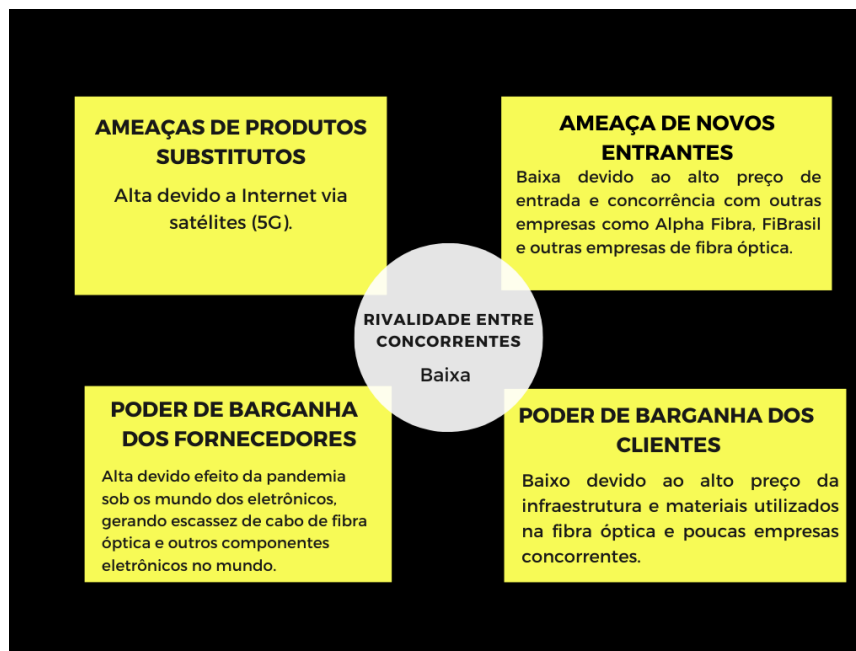 AMEAÇAS DE PRODUTOS
SUBSTITUTOS
Alta devido a Internet via
satélites (5G).
AMEAÇA DE NOVOS
ENTRANTES
Baixa devido ao alto preço de
entrada e concorrência com outras
empresas como Alpha Fibra, FiBrasil
e outras empresas de fibra óptica.
RIVALIDADE ENTRE
CONCORRENTES
Baixa
PODER DE BARGANHA
DOS FORNECEDORES
Alta devido efeito da pandemia
sob os mundo dos eletrônicos,
gerando escassez de cabo de fibra
óptica e outros componentes
eletrônicos no mundo.
PODER DE BARGANHA DOS
CLIENTES
Baixo devido ao alto preço da
infraestrutura e materiais utilizados
na fibra óptica e poucas empresas
concorrentes.